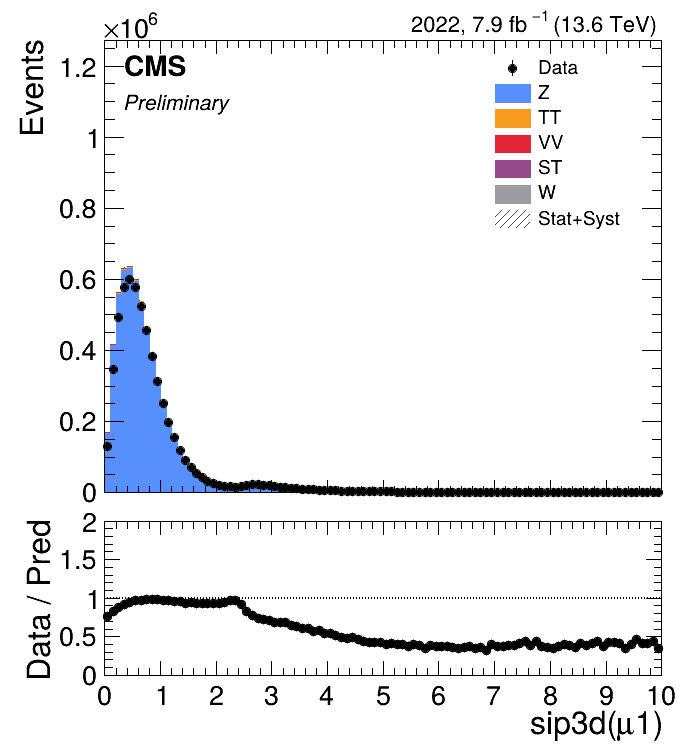 ×10⁶
2022, 7.9 fb⁻¹ (13.6 TeV)
CMS
Preliminary
Events
1.2
1
0.8
0.6
0.4
0.2
0
Data
Z
TT
VV
ST
W
Stat+Syst
Data / Pred
2
1.5
1
0.5
0
0 1 2 3 4 5 6 7 8 9 10
sip3d(μ1)